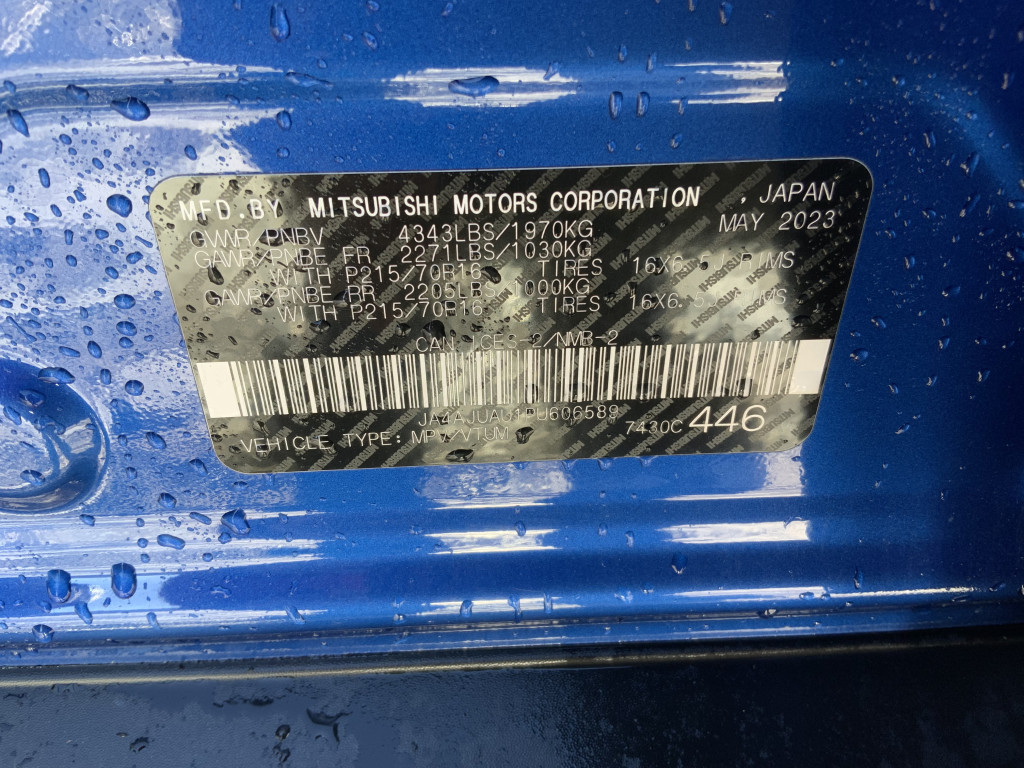 MFD.BY MITSUBISHI MOTORS CORPORATION , JAPAN
GVWR/PNBV 4343LBS/1970KG MAY 2023
GAWR/PNBE FR 2271LBS/1030KG
WITH P215/70R16 TIRES 16X6.5J RIMS
GAWR/PNBE RR 2205LBS/1000KG
WITH P215/70R16 TIRES 16X6.5J RIMS
CAN ICES-2/NMB-2
JA4AJUAU1PU606589
7430C 446
VEHICLE TYPE: MPV/VTUM